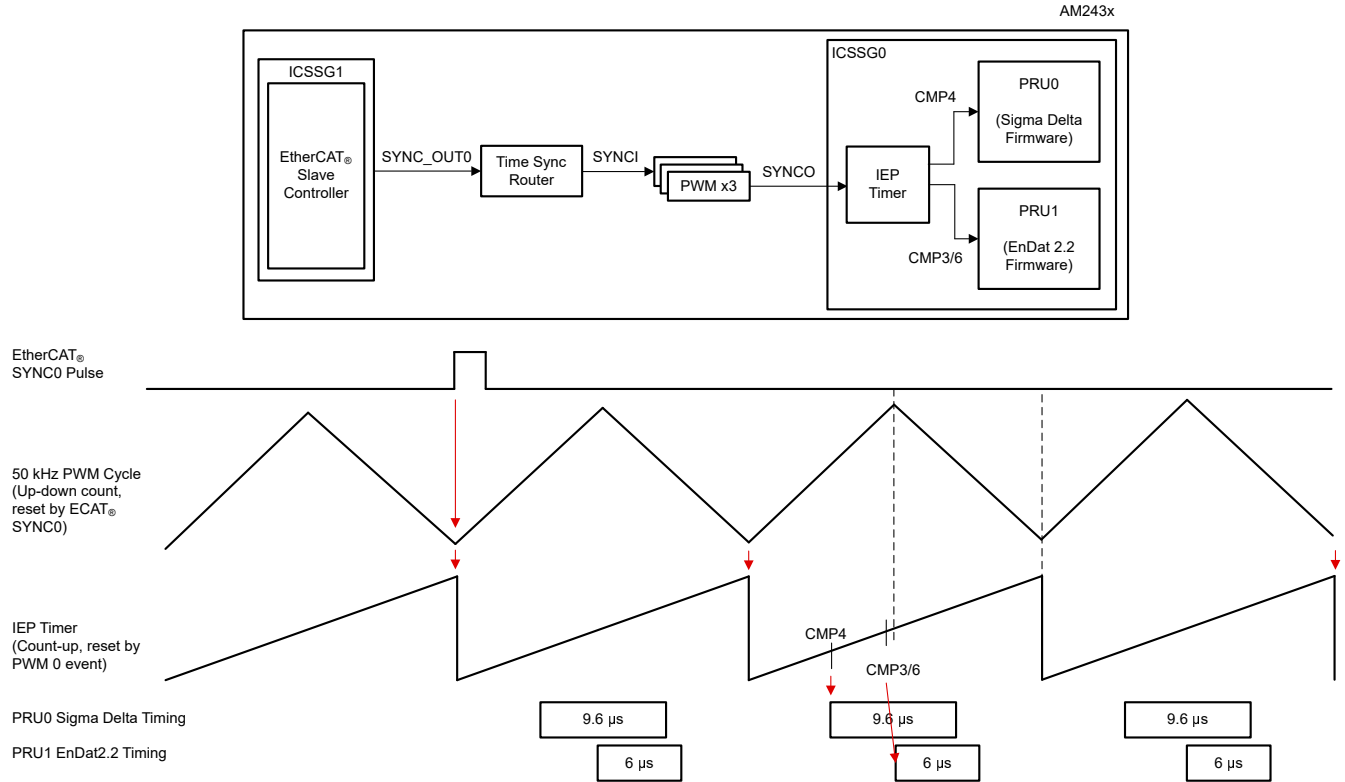 AM243x
ICSSG1
EtherCAT®
Slave
Controller
SYNC_OUT0
Time Sync
Router
SYNCI
PWM x3
SYNCO
ICSSG0
IEP
Timer
CMP4
CMP3/6
PRU0
(Sigma Delta
Firmware)
PRU1
(EnDat 2.2
Firmware)
EtherCAT®
SYNC0 Pulse
50 kHz PWM Cycle
(Up-down count,
reset by ECAT®
SYNC0)
IEP Timer
(Count-up, reset by
PWM 0 event)
CMP4
CMP3/6
PRU0 Sigma Delta Timing
9.6 µs
9.6 µs
9.6 µs
PRU1 EnDat2.2 Timing
6 µs
6 µs
6 µs